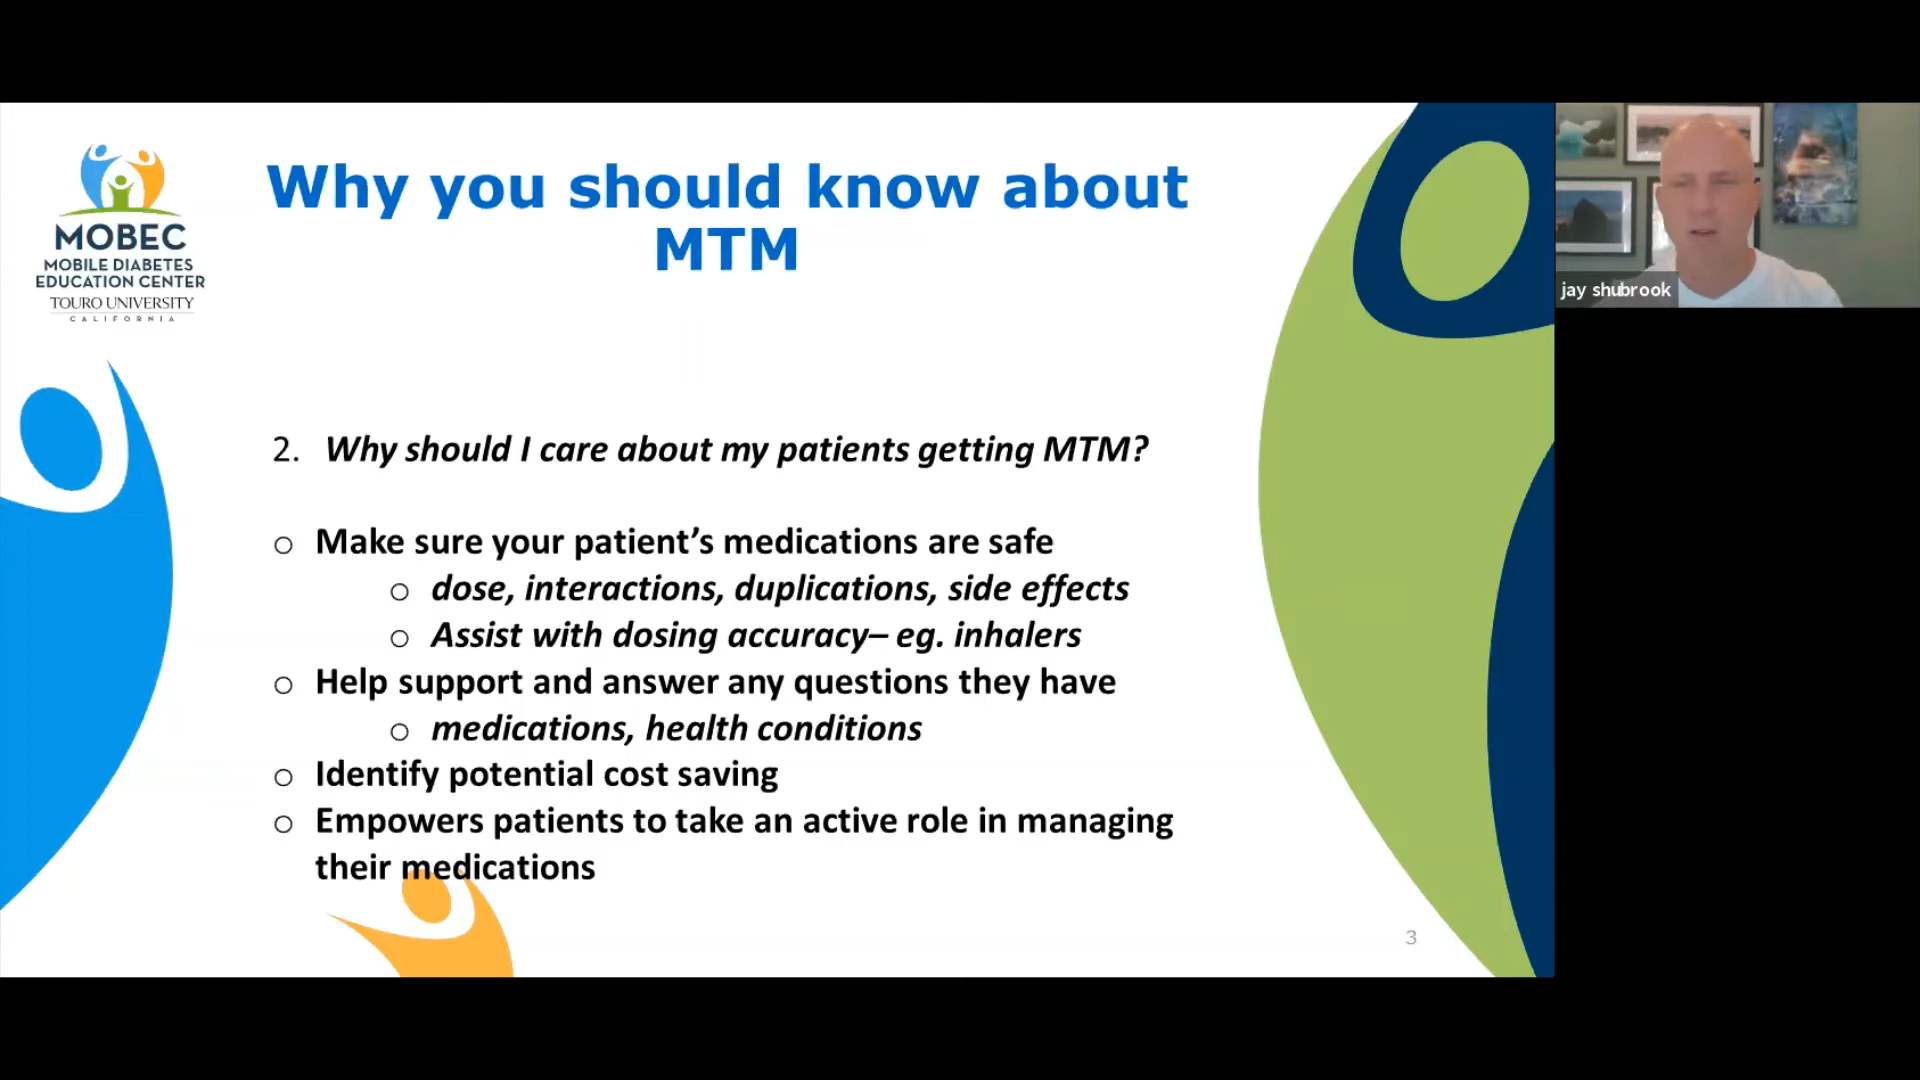 MOBEC
MOBILE DIABETES
EDUCATION CENTER
TOURO UNIVERSITY
CALIFORNIA
Why you should know about
MTM
jay shubrook
2. Why should I care about my patients getting MTM?
o Make sure your patient’s medications are safe
o dose, interactions, duplications, side effects
o Assist with dosing accuracy– eg. inhalers
o Help support and answer any questions they have
o medications, health conditions
o Identify potential cost saving
o Empowers patients to take an active role in managing
their medications
3